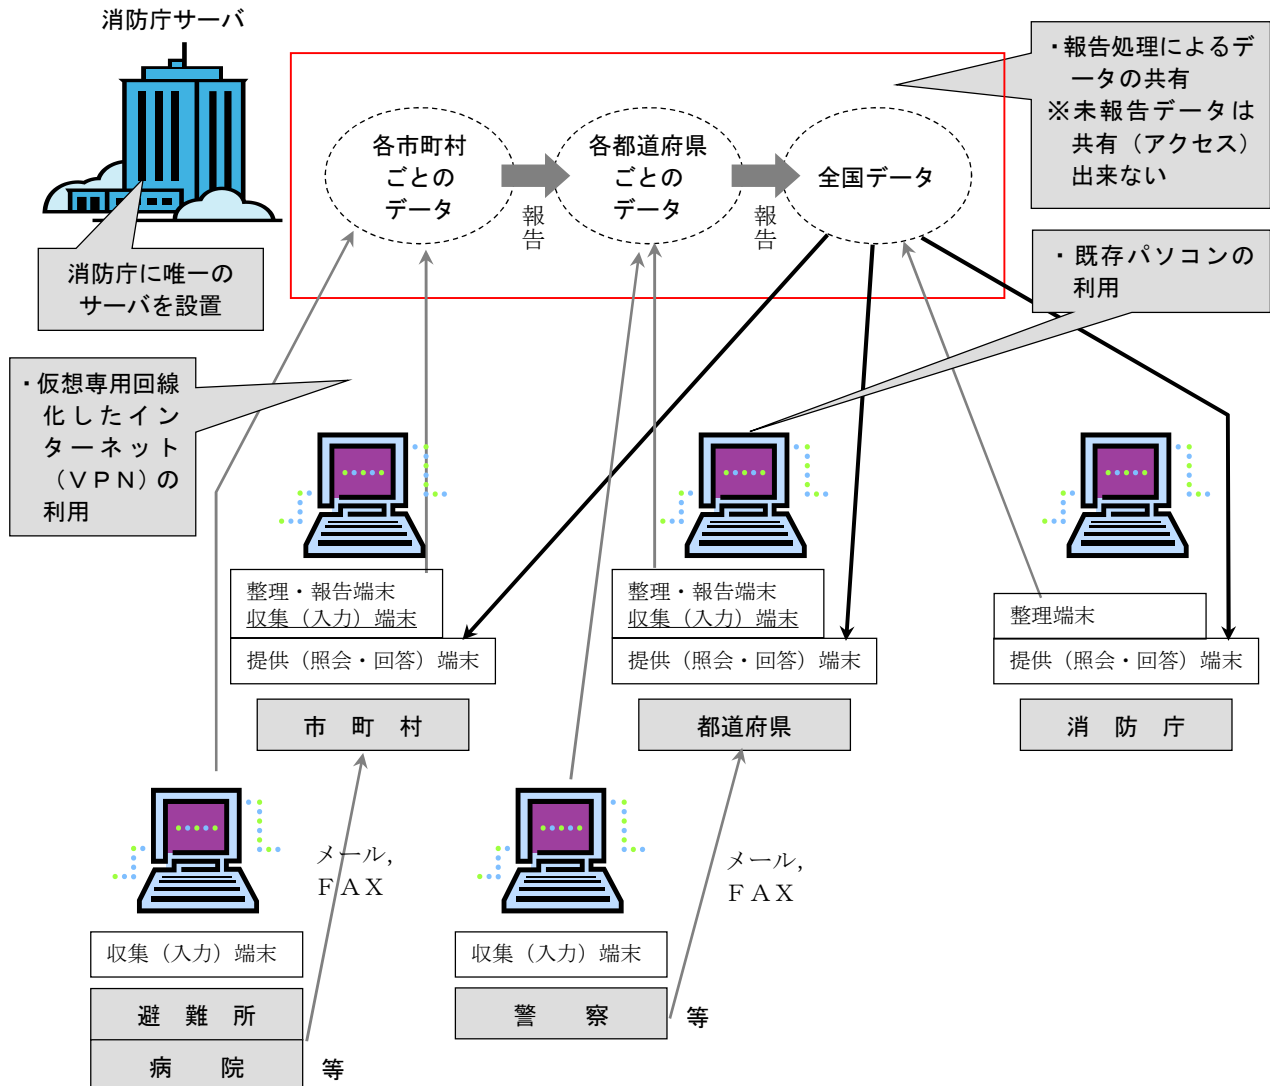 消防庁サーバ
・報告処理によるデ
ータの共有
※未報告データは
共有（アクセス）
出来ない
各市町村
ごとの
データ
報告
各都道府県
ごとの
データ
報告
全国データ
消防庁に唯一の
サーバを設置
・既存パソコンの
利用
・仮想専用回線
化したイン
ターネット
（ＶＰＮ）の
利用
整理・報告端末
収集（入力）端末
提供（照会・回答）端末
市　町　村
整理・報告端末
収集（入力）端末
提供（照会・回答）端末
都道府県
整理端末
提供（照会・回答）端末
消　防　庁
メール，
ＦＡＸ
メール，
ＦＡＸ
収集（入力）端末
避　難　所
病　　院　等
収集（入力）端末
警　　察　等